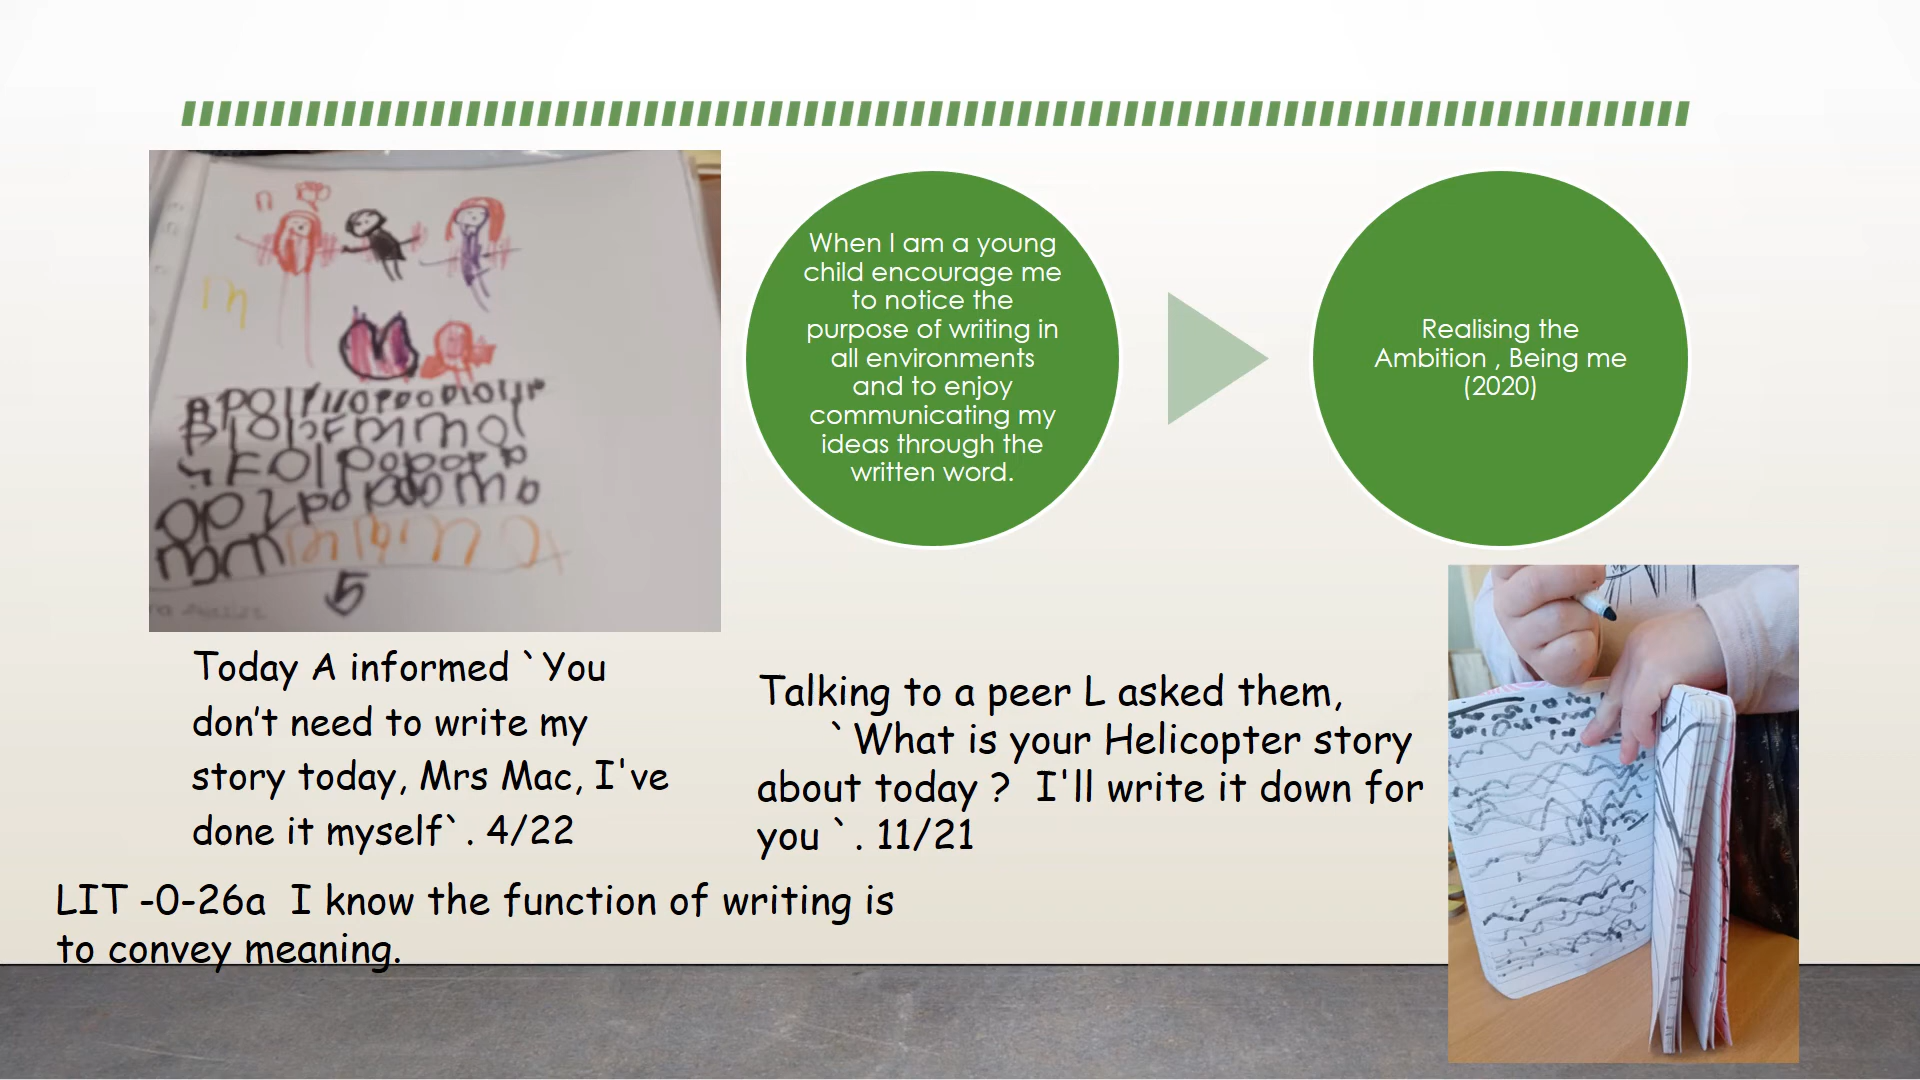 When I am a young
child encourage me
to notice the
purpose of writing in
all environments
and to enjoy
communicating my
ideas through the
written word.
Realising the
Ambition , Being me
(2020)
5
Today A informed `You
don’t need to write my
story today, Mrs Mac, I've
done it myself`. 4/22
Talking to a peer L asked them,
`What is your Helicopter story
about today ? I'll write it down for
you `. 11/21
LIT -0-26a I know the function of writing is
to convey meaning.